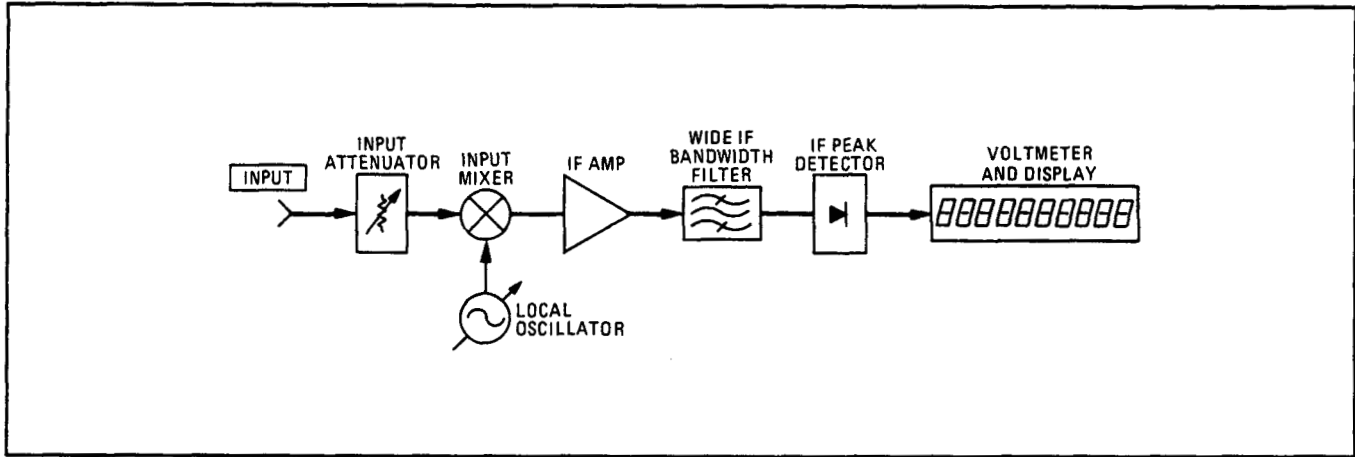 INPUT
INPUT
ATTENUATOR
INPUT
MIXER
IF AMP
WIDE IF
BANDWIDTH
FILTER
IF PEAK
DETECTOR
VOLTMETER
AND DISPLAY
8888888888
LOCAL
OSCILLATOR